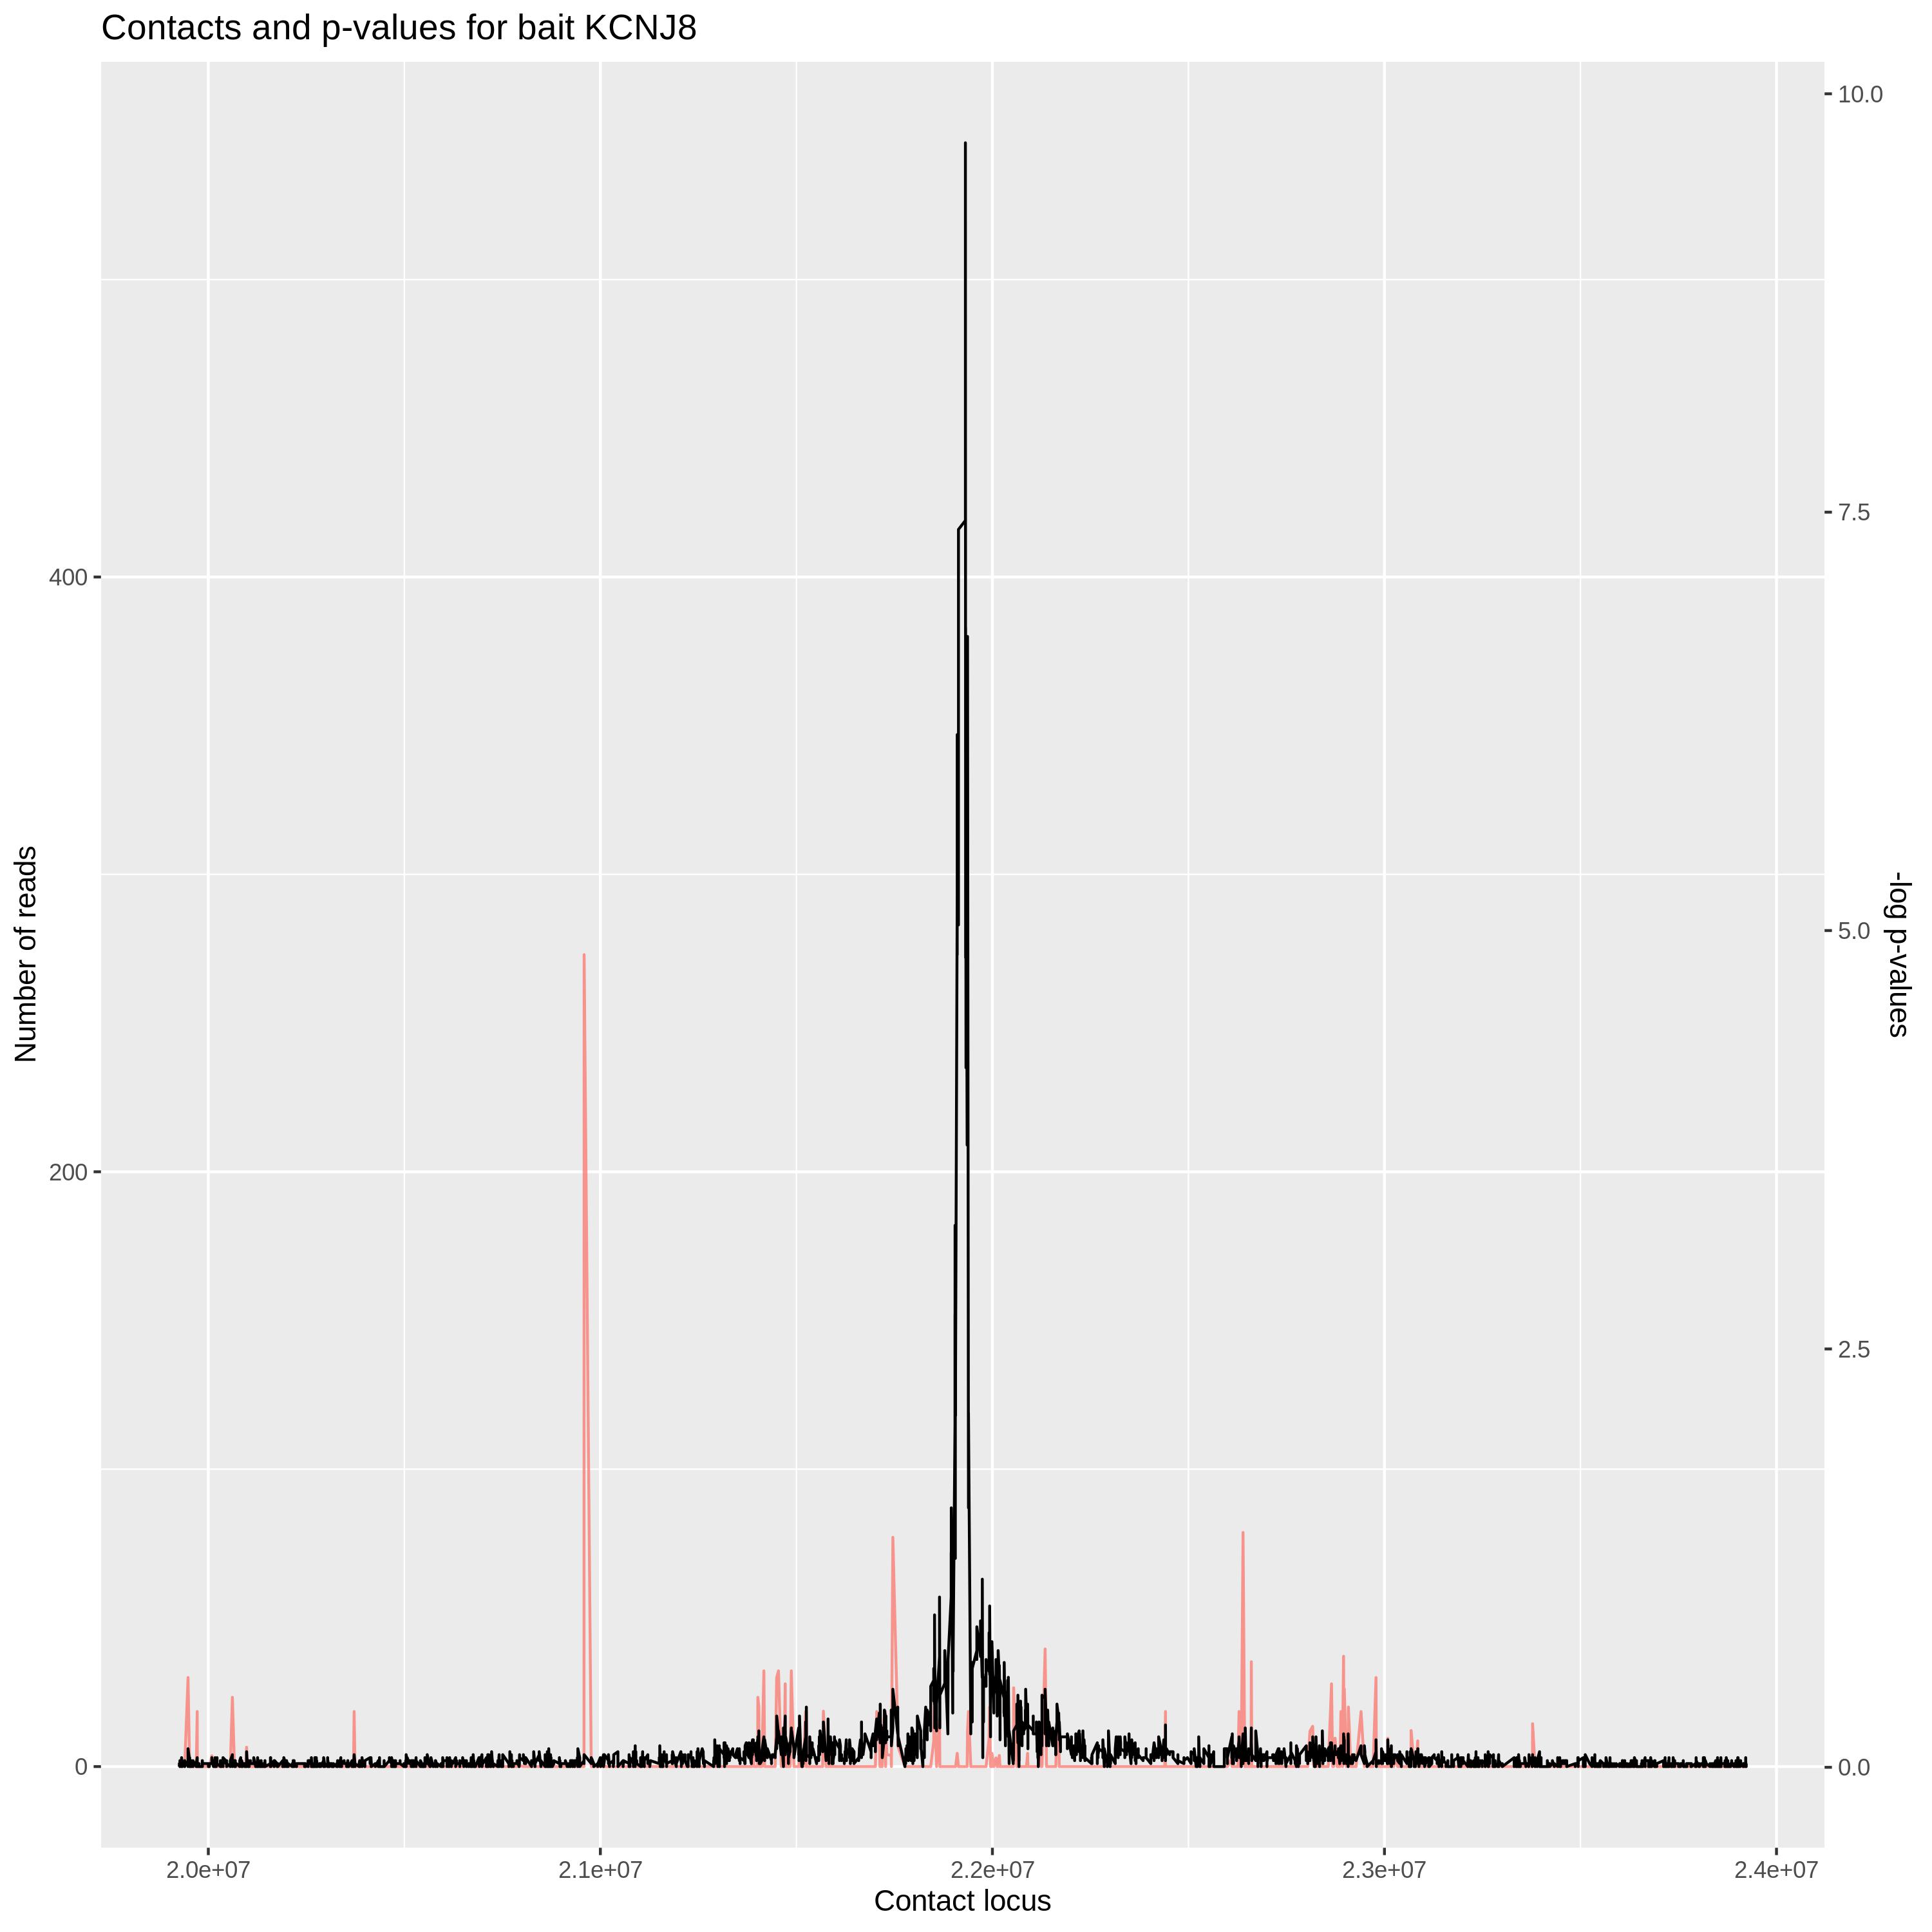 Contacts and p-values for bait KCNJ8
10.0
7.5
400
5.0
Number of reads
-log p-values
200
2.5
0
0.0
2.0e+07 2.1e+07 2.2e+07 2.3e+07 2.4e+07
Contact locus